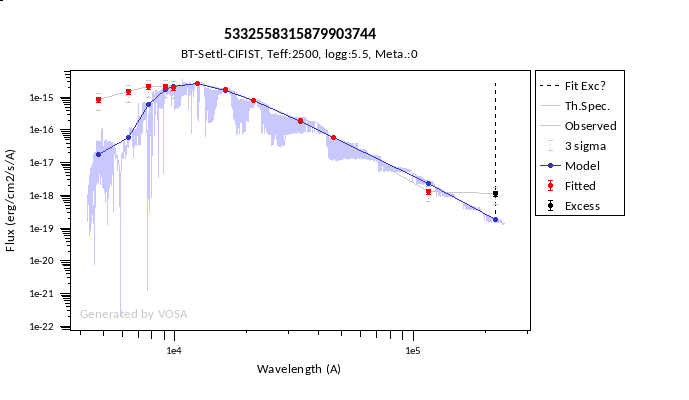 5332558315879903744
BT-Settl-CIFIST, Teff:2500, logg:5.5, Meta.:0
Flux (erg/cm2/s/A)
1e-15
1e-16
1e-17
1e-18
1e-19
1e-20
1e-21
1e-22
Generated by VOSA
1e4
1e5
Wavelength (A)
Fit Exc?
Th.Spec.
Observed
3 sigma
Model
Fitted
Excess